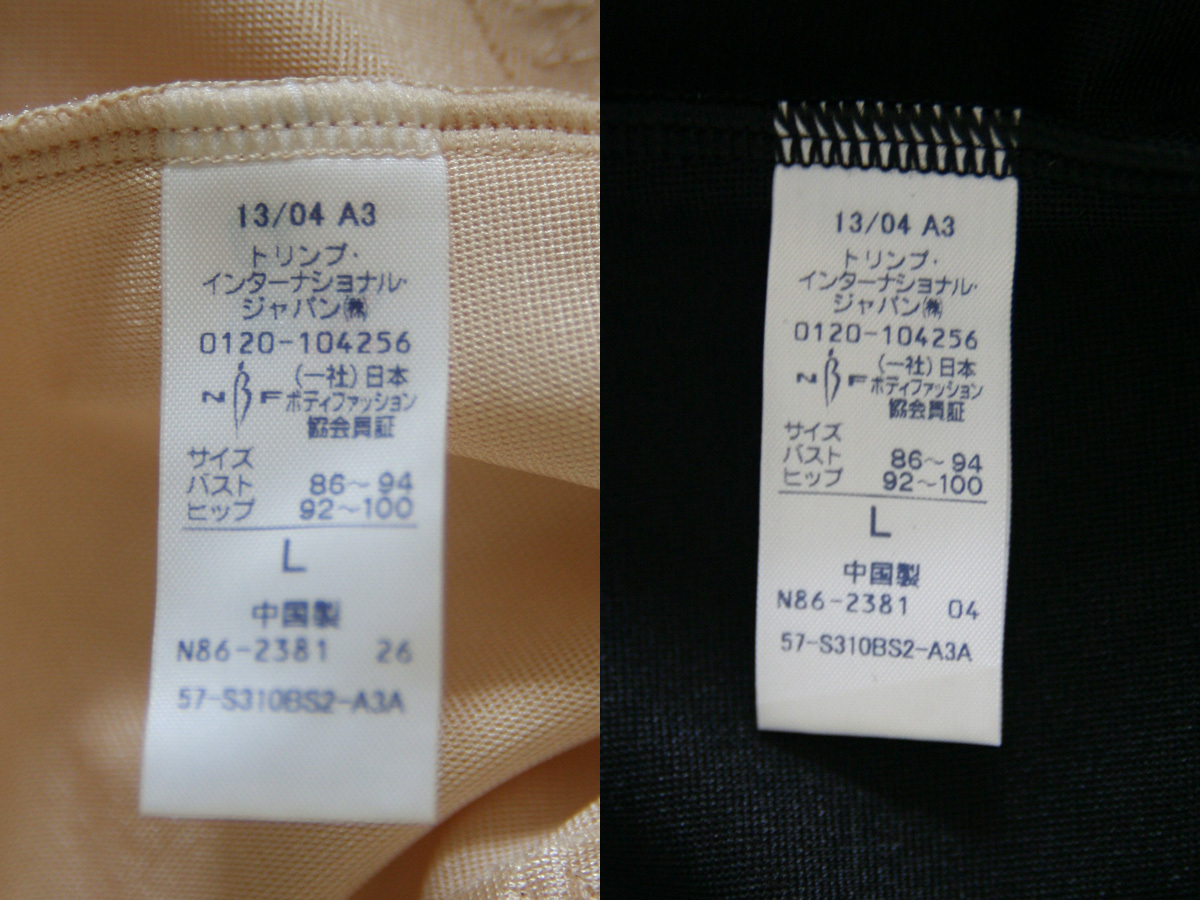 13/04 A3
トリンプ・
インターナショナル・
ジャパン㈱
0120-104256
NBF (一社)日本
ボディファッション
協会員証
サイズ
バスト 86～94
ヒップ 92～100
L
中国製
N86-2381 26
57-S310BS2-A3A
13/04 A3
トリンプ・
インターナショナル・
ジャパン㈱
0120-104256
NBF (一社)日本
ボディファッション
協会員証
サイズ
バスト 86～94
ヒップ 92～100
L
中国製
N86-2381 04
57-S310BS2-A3A